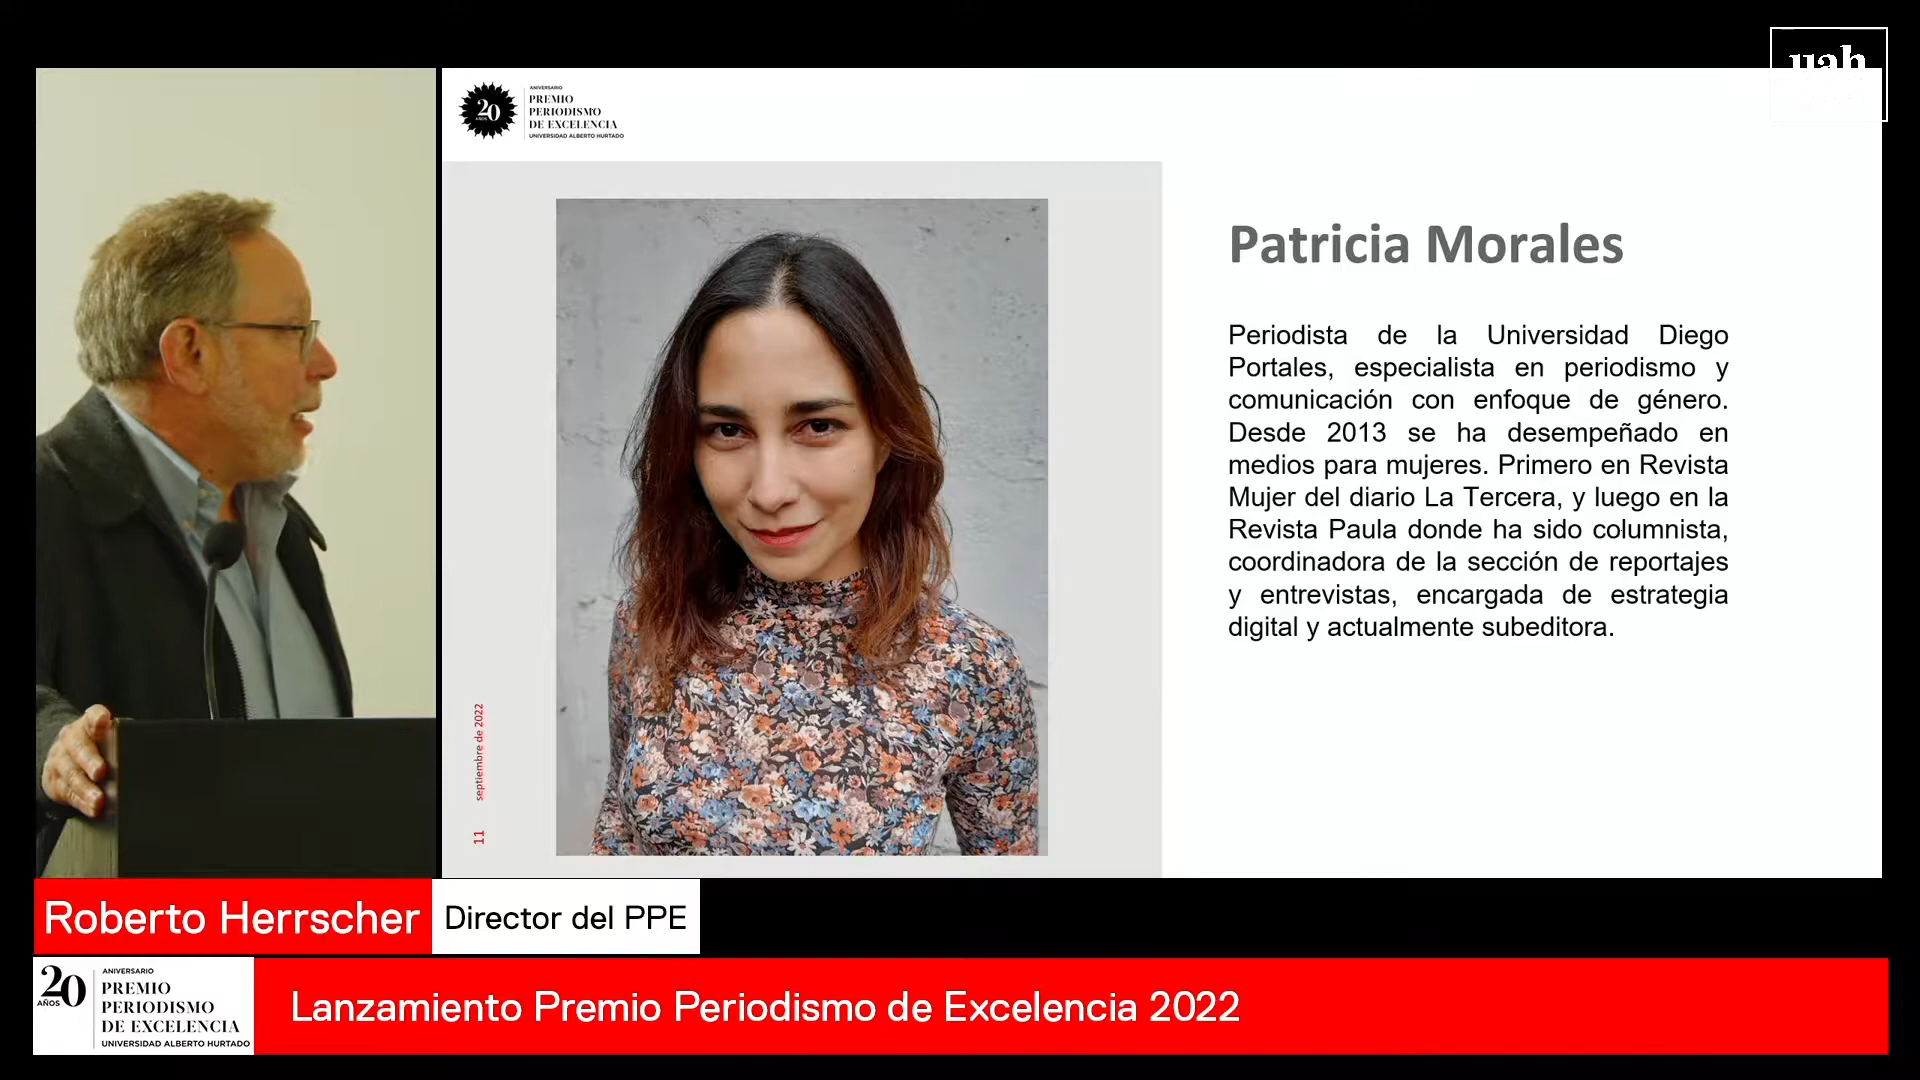 uah
20
AÑOS
ANIVERSARIO
PREMIO
PERIODISMO
DE EXCELENCIA
UNIVERSIDAD ALBERTO HURTADO
Patricia Morales
Periodista de la Universidad Diego
Portales, especialista en periodismo y
comunicación con enfoque de género.
Desde 2013 se ha desempeñado en
medios para mujeres. Primero en Revista
Mujer del diario La Tercera, y luego en la
Revista Paula donde ha sido columnista,
coordinadora de la sección de reportajes
y entrevistas, encargada de estrategia
digital y actualmente subeditora.
septiembre de 2022
11
Roberto Herrscher
Director del PPE
20
AÑOS
ANIVERSARIO
PREMIO
PERIODISMO
DE EXCELENCIA
UNIVERSIDAD ALBERTO HURTADO
Lanzamiento Premio Periodismo de Excelencia 2022